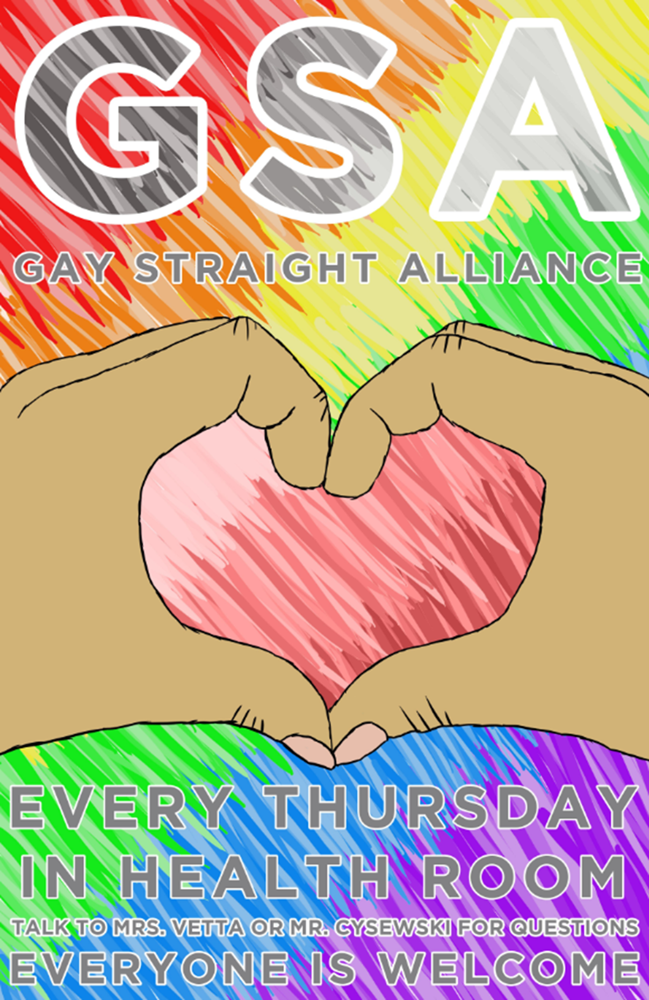 GSA
GAY STRAIGHT ALLIANCE
EVERY THURSDAY
IN HEALTH ROOM
TALK TO MRS. VETTA OR MR. CYSEWSKI FOR QUESTIONS
EVERYONE IS WELCOME